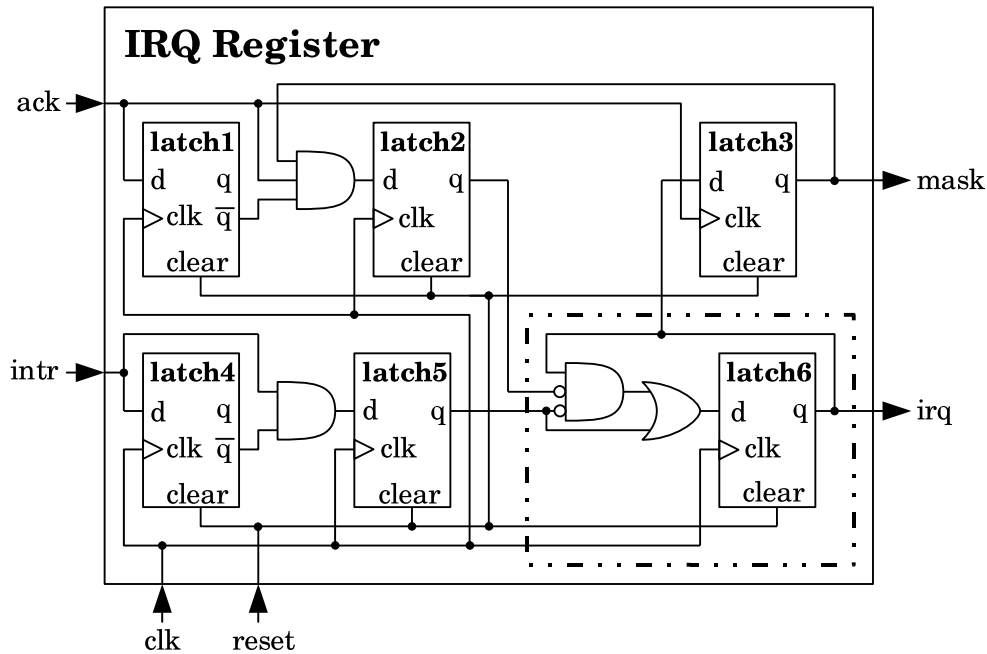 IRQ Register
ack
latch1
d q
clk q̅
clear
latch2
d q
clk
clear
latch3
d q
clk
clear
mask
intr
latch4
d q
clk q̅
clear
latch5
d q
clk
clear
latch6
d q
clk
clear
irq
clk
reset